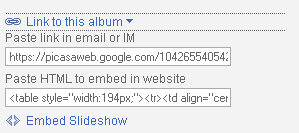 Link to this album
Paste link in email or IM
https://picasaweb.google.com/104265540542
Paste HTML to embed in website
<table style="width:194px;"><tr><td align="cen
Embed Slideshow